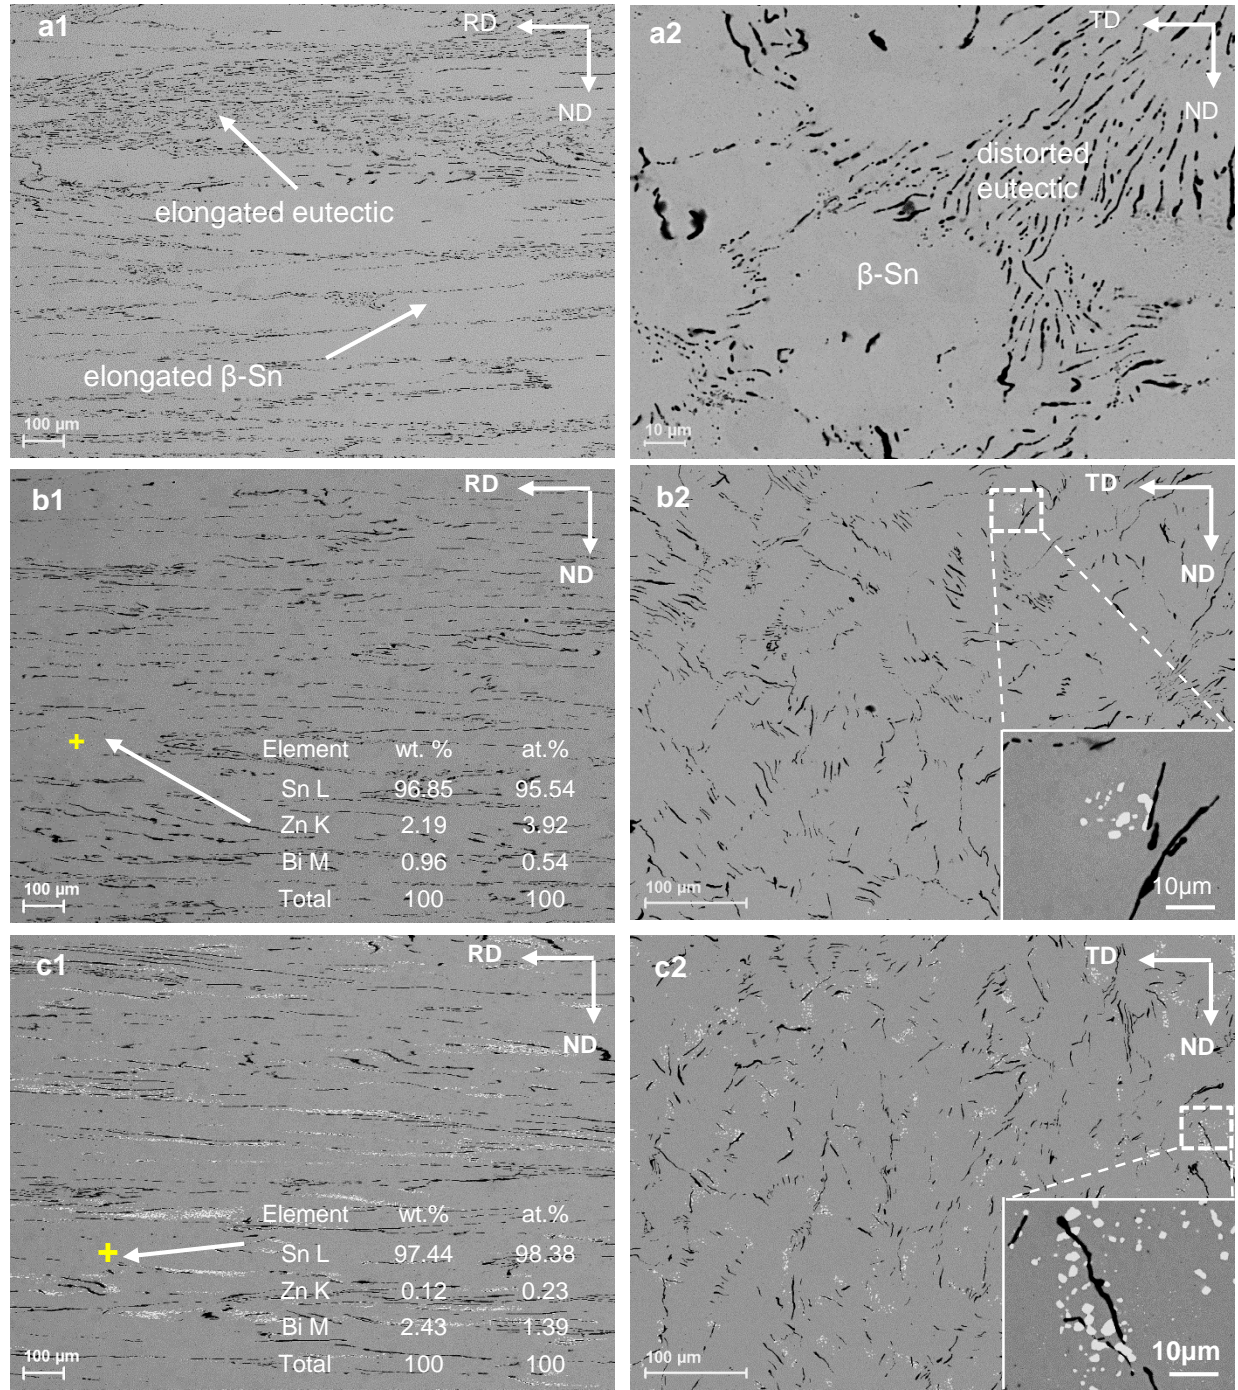 a1
RD
ND
elongated eutectic
elongated β-Sn
100 µm
a2
TD
ND
distorted
eutectic
β-Sn
10 µm
b1
RD
ND
Element wt. % at.%
Sn L 96.85 95.54
Zn K 2.19 3.92
Bi M 0.96 0.54
Total 100 100
100 µm
b2
TD
ND
100 µm
10µm
c1
RD
ND
Element wt.% at.%
Sn L 97.44 98.38
Zn K 0.12 0.23
Bi M 2.43 1.39
Total 100 100
100 µm
c2
TD
ND
100 µm
10µm